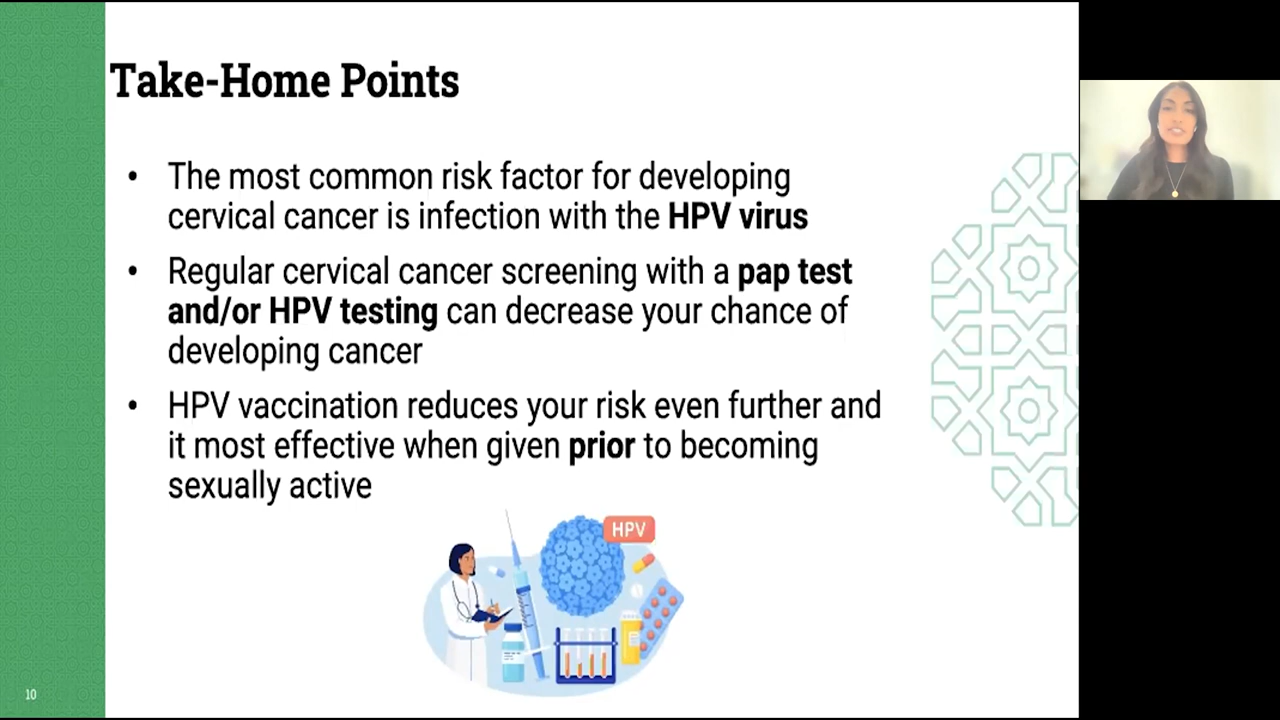 Take-Home Points
• The most common risk factor for developing
cervical cancer is infection with the HPV virus
• Regular cervical cancer screening with a pap test
and/or HPV testing can decrease your chance of
developing cancer
• HPV vaccination reduces your risk even further and
it most effective when given prior to becoming
sexually active
HPV
10